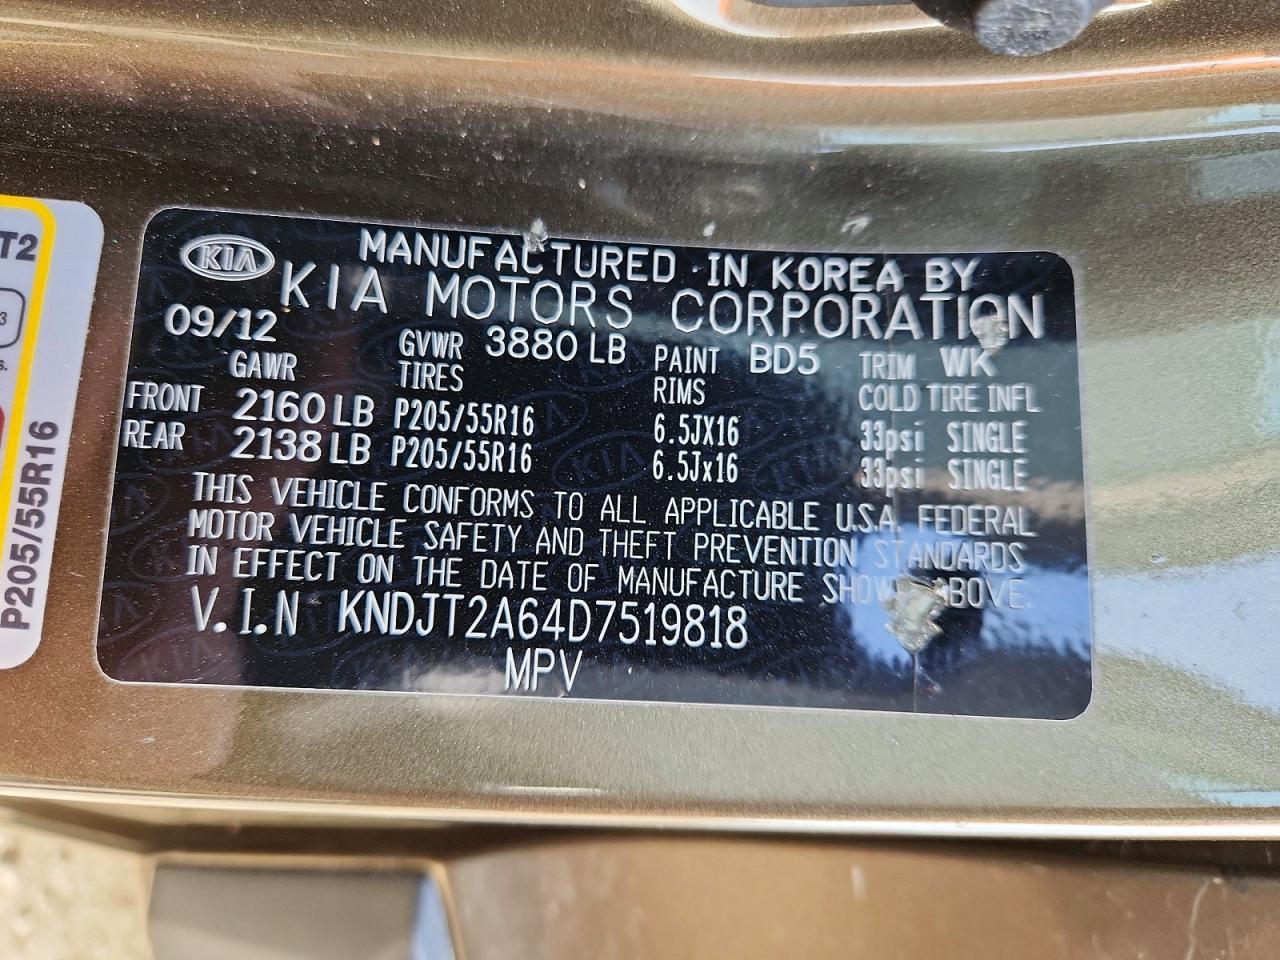 KIA
MANUFACTURED IN KOREA BY
KIA MOTORS CORPORATION
09/12 GVWR 3880 LB PAINT BD5 TRIM WK
GAWR TIRES RIMS COLD TIRE INFL
FRONT 2160 LB P205/55R16 6.5JX16 33psi SINGLE
REAR 2138 LB P205/55R16 6.5Jx16 33psi SINGLE
THIS VEHICLE CONFORMS TO ALL APPLICABLE U.S.A. FEDERAL
MOTOR VEHICLE SAFETY AND THEFT PREVENTION STANDARDS
IN EFFECT ON THE DATE OF MANUFACTURE SHOWN ABOVE.
V.I.N KNDJT2A64D7519818
MPV
T2
3
s.
P205/55R16